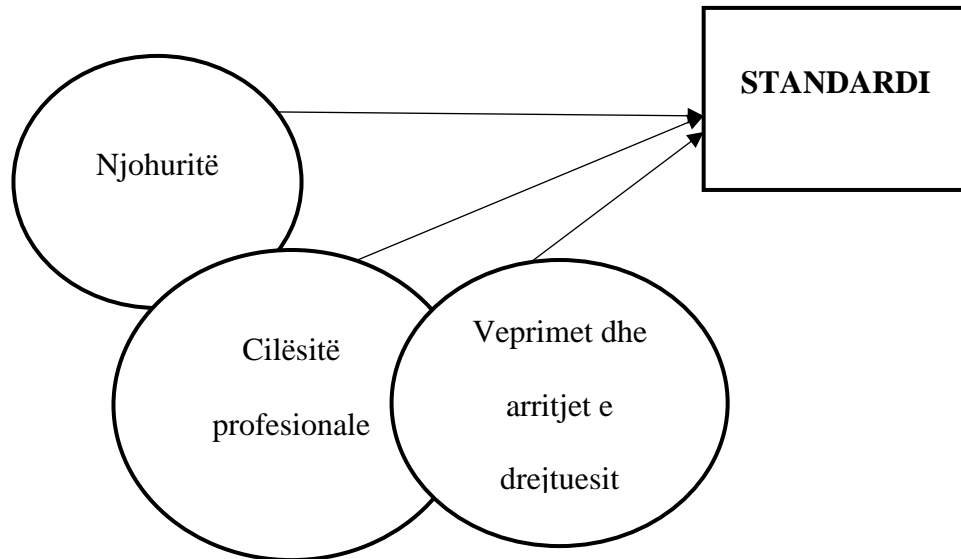 STANDARDI
Njohuritë
Cilësitë
profesionale
Veprimet dhe
arritjet e
drejtuesit